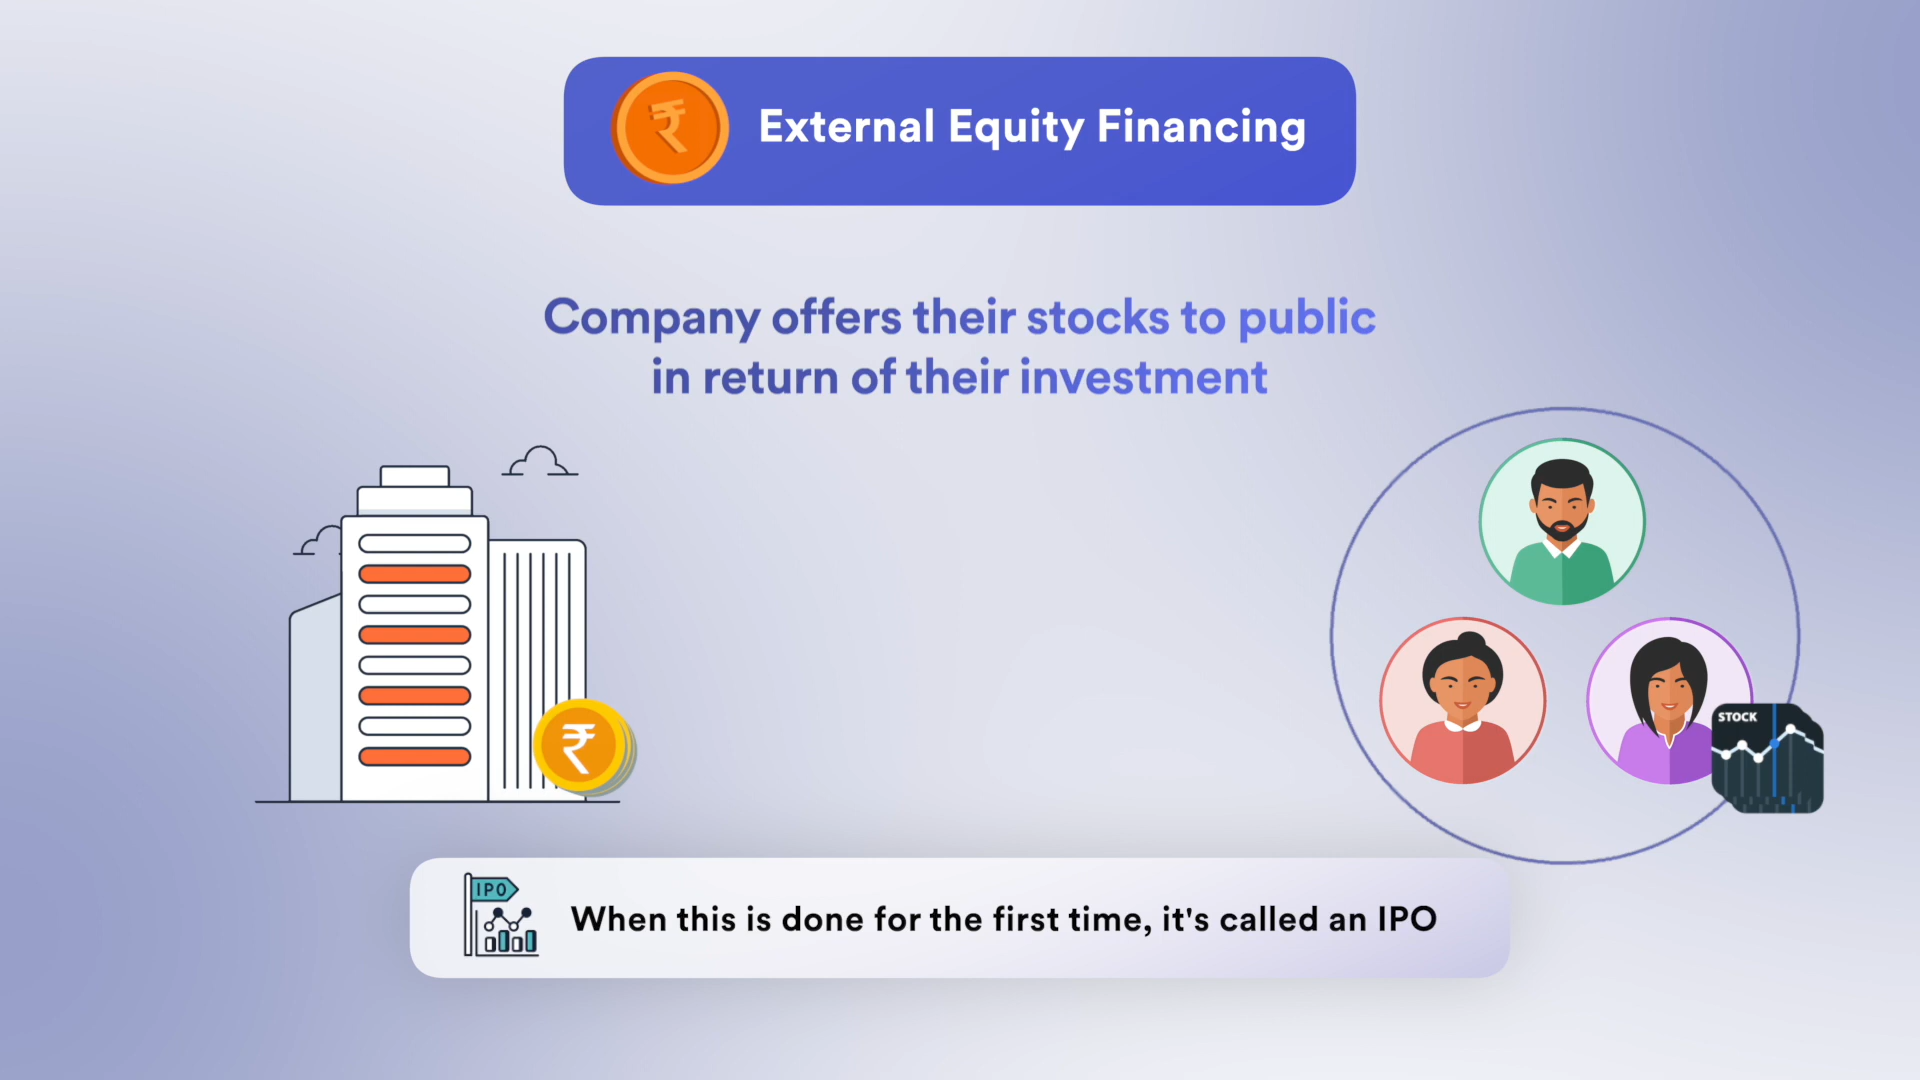 ₹ External Equity Financing
Company offers their stocks to public
in return of their investment
₹
STOCK
IPO
When this is done for the first time, it's called an IPO